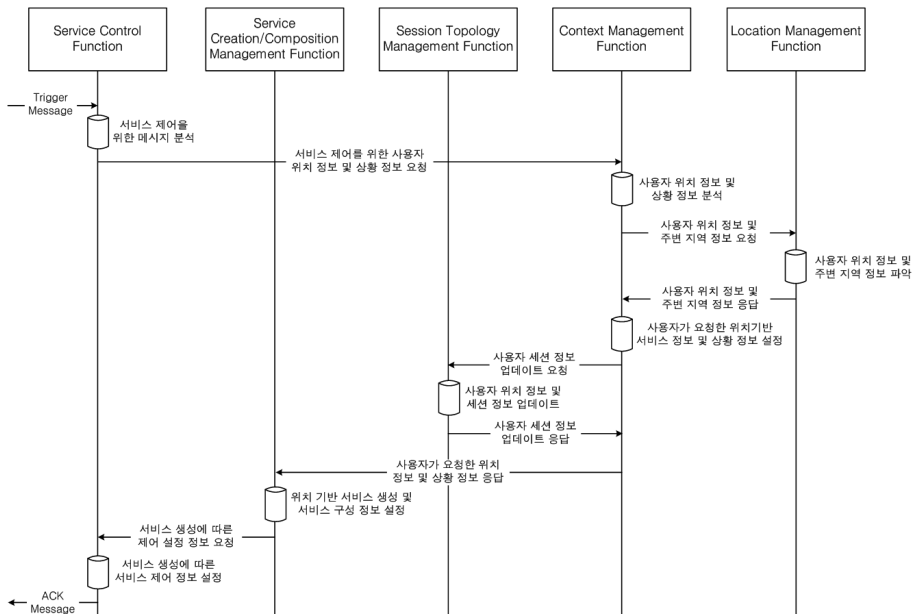 Service Control
Function
Service
Creation/Composition
Management Function
Session Topology
Management Function
Context Management
Function
Location Management
Function
Trigger
Message
서비스 제어을
위한 메시지 분석
서비스 제어를 위한 사용자
위치 정보 및 상황 정보 요청
사용자 위치 정보 및
상황 정보 분석
사용자 위치 정보 및
주변 지역 정보 요청
사용자 위치 정보 및
주변 지역 정보 파악
사용자 위치 정보 및
주변 지역 정보 응답
사용자가 요청한 위치기반
서비스 정보 및 상황 정보 설정
사용자 세션 정보
업데이트 요청
사용자 위치 정보 및
세션 정보 업데이트
사용자 세션 정보
업데이트 응답
사용자가 요청한 위치
정보 및 상황 정보 응답
위치 기반 서비스 생성 및
서비스 구성 정보 설정
서비스 생성에 따른
제어 설정 정보 요청
서비스 생성에 따른
서비스 제어 정보 설정
ACK
Message